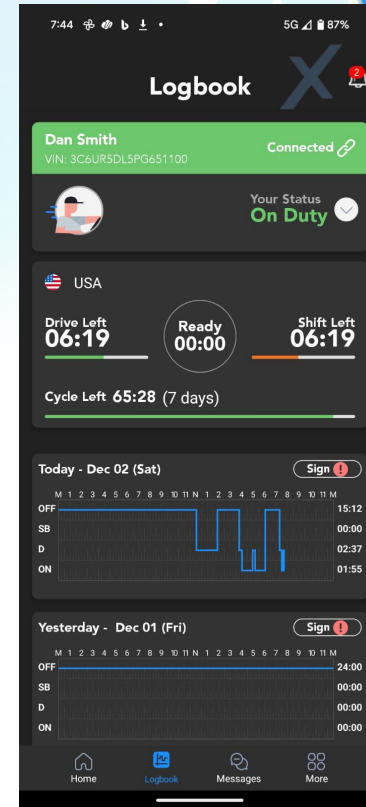 7:44 b 5G 87%
Logbook
2
Dan Smith
VIN: 3C6UR5DL5PG651100
Connected
Your Status
On Duty
USA
Drive Left
06:19
Ready
00:00
Shift Left
06:19
Cycle Left 65:28 (7 days)
Today - Dec 02 (Sat)
Sign !
M 1 2 3 4 5 6 7 8 9 10 11 N 1 2 3 4 5 6 7 8 9 10 11 M
OFF 15:12
SB 00:00
D 02:37
ON 01:55
Yesterday - Dec 01 (Fri)
Sign !
M 1 2 3 4 5 6 7 8 9 10 11 N 1 2 3 4 5 6 7 8 9 10 11 M
OFF 24:00
SB 00:00
D 00:00
ON 00:00
Home Logbook Messages More